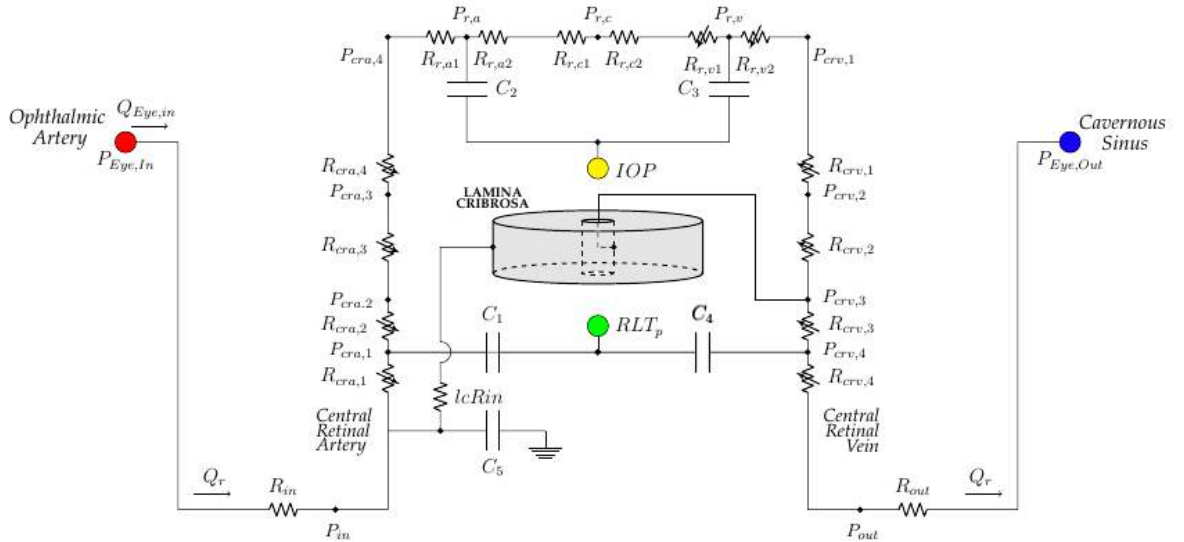 P_{r,a}
P_{r,c}
P_{r,v}
P_{cra,4}
R_{r,a1}
R_{r,a2}
R_{r,c1}
R_{r,c2}
R_{r,v1}
R_{r,v2}
P_{crv,1}
C_2
C_3
Ophthalmic
Artery
Q_{Eye,in}
P_{Eye,In}
Cavernous
Sinus
P_{Eye,Out}
R_{cra,4}
IOP
R_{crv,1}
P_{cra,3}
LAMINA
CRIBROSA
P_{crv,2}
R_{cra,3}
R_{crv,2}
P_{cra.2}
P_{crv,3}
R_{cra,2}
C_1
RLT_p
C_4
R_{crv,3}
P_{cra,1}
P_{crv,4}
R_{cra,1}
lcRin
R_{crv,4}
Central
Retinal
Artery
Central
Retinal
Vein
C_5
Q_r
R_{in}
R_{out}
Q_r
P_{in}
P_{out}